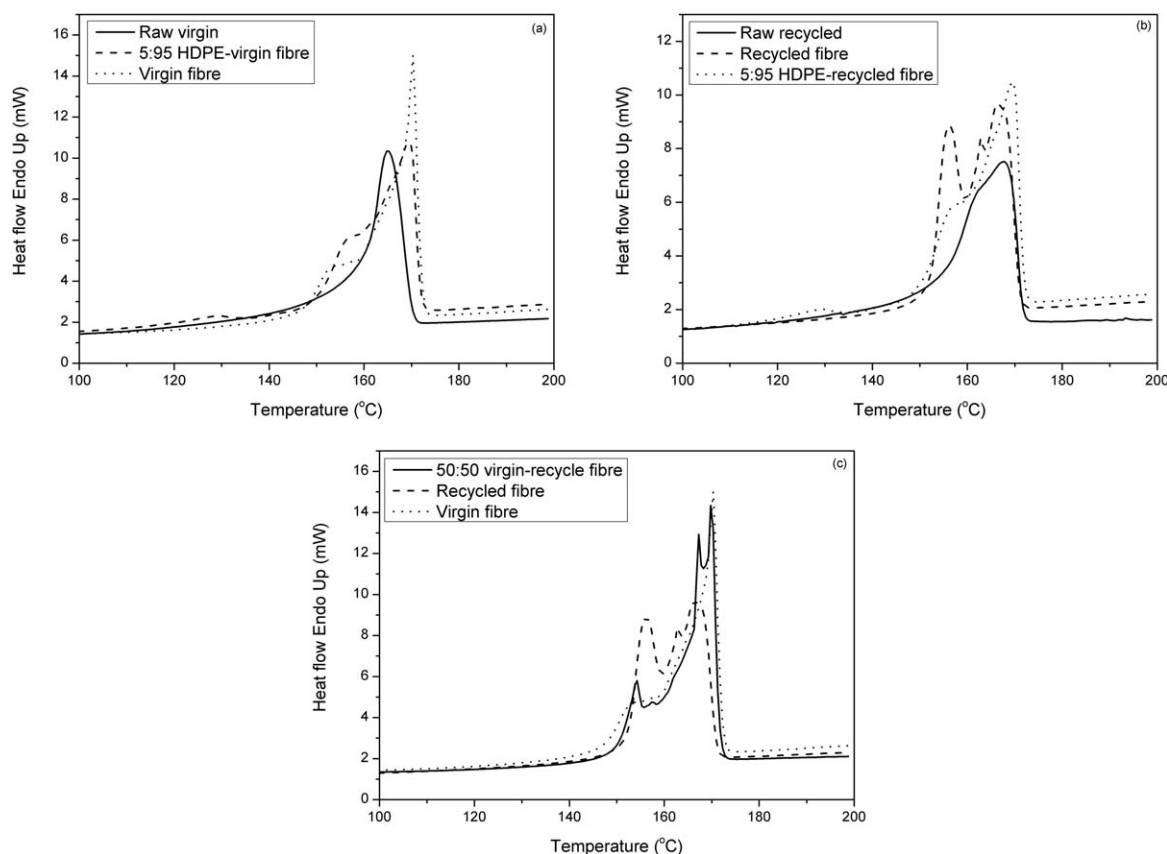 (a)
Raw virgin
5:95 HDPE-virgin fibre
Virgin fibre
Heat flow Endo Up (mW)
16
14
12
10
8
6
4
2
0
100 120 140 160 180 200
Temperature (°C)
(b)
Raw recycled
Recycled fibre
5:95 HDPE-recycled fibre
Heat flow Endo Up (mW)
12
10
8
6
4
2
0
100 120 140 160 180 200
Temperature (°C)
(c)
50:50 virgin-recycle fibre
Recycled fibre
Virgin fibre
Heat flow Endo Up (mW)
16
14
12
10
8
6
4
2
0
100 120 140 160 180 200
Temperature (°C)